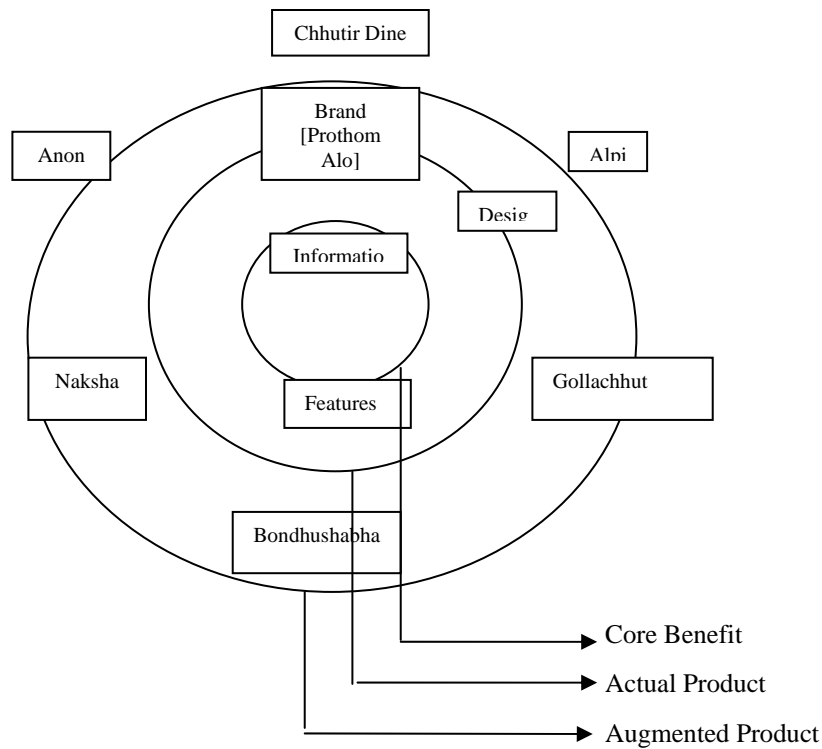 Chhutir Dine
Brand
[Prothom
Alo]
Anon
Alpi
Desig
Informatio
Naksha
Gollachhut
Features
Bondhushabha
Core Benefit
Actual Product
Augmented Product